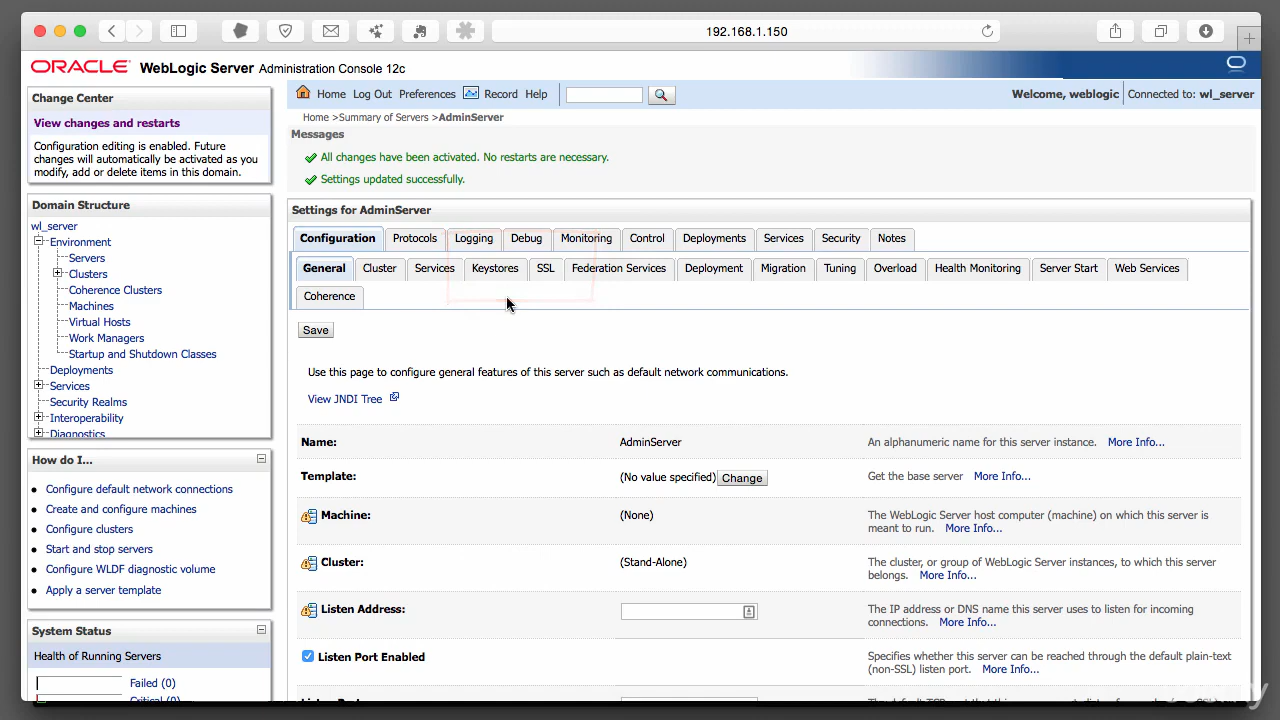 192.168.1.150
ORACLE WebLogic Server Administration Console 12c
Change Center
View changes and restarts
Configuration editing is enabled. Future
changes will automatically be activated as you
modify, add or delete items in this domain.
Domain Structure
wl_server
Environment
Servers
Clusters
Coherence Clusters
Machines
Virtual Hosts
Work Managers
Startup and Shutdown Classes
Deployments
Services
Security Realms
Interoperability
Diagnostics
How do I...
Configure default network connections
Create and configure machines
Configure clusters
Start and stop servers
Configure WLDF diagnostic volume
Apply a server template
System Status
Health of Running Servers
Failed (0)
Critical (0)
Home Log Out Preferences Record Help
Welcome, weblogic Connected to: wl_server
Home >Summary of Servers >AdminServer
Messages
All changes have been activated. No restarts are necessary.
Settings updated successfully.
Settings for AdminServer
Configuration Protocols Logging Debug Monitoring Control Deployments Services Security Notes
General Cluster Services Keystores SSL Federation Services Deployment Migration Tuning Overload Health Monitoring Server Start Web Services
Coherence
Save
Use this page to configure general features of this server such as default network communications.
View JNDI Tree
Name: AdminServer An alphanumeric name for this server instance. More Info...
Template: (No value specified) Change Get the base server More Info...
Machine: (None) The WebLogic Server host computer (machine) on which this server is
meant to run. More Info...
Cluster: (Stand-Alone) The cluster, or group of WebLogic Server instances, to which this server
belongs. More Info...
Listen Address: The IP address or DNS name this server uses to listen for incoming
connections. More Info...
Listen Port Enabled Specifies whether this server can be reached through the default plain-text
(non-SSL) listen port. More Info...